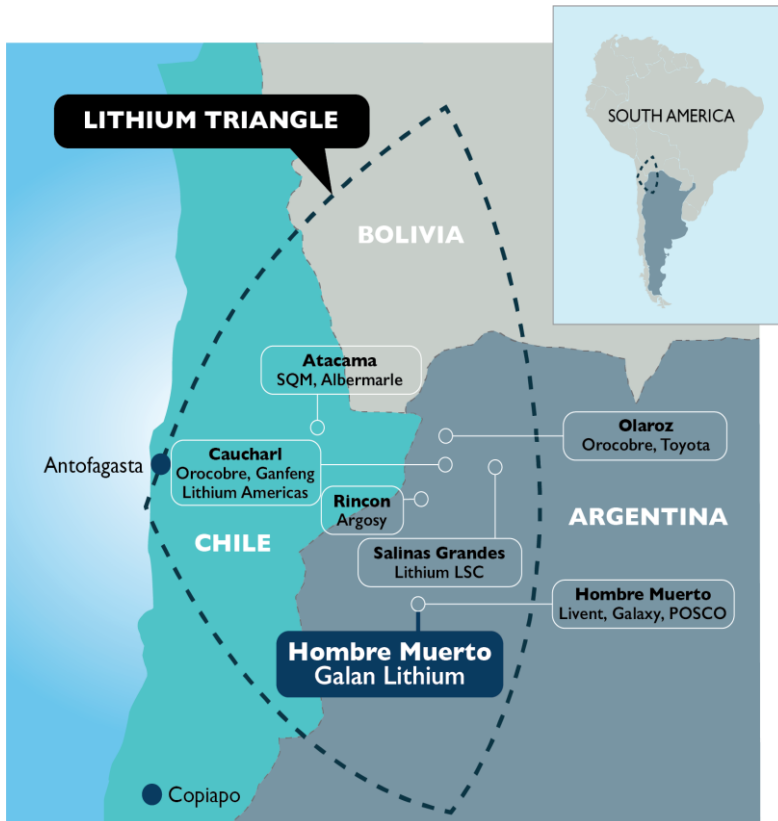 SOUTH AMERICA
LITHIUM TRIANGLE
BOLIVIA
Atacama
SQM, Albermarle
Olaroz
Orocobre, Toyota
Antofagasta
Caucharl
Orocobre, Ganfeng
Lithium Americas
Rincon
Argosy
ARGENTINA
CHILE
Salinas Grandes
Lithium LSC
Hombre Muerto
Livent, Galaxy, POSCO
Hombre Muerto
Galan Lithium
Copiapo